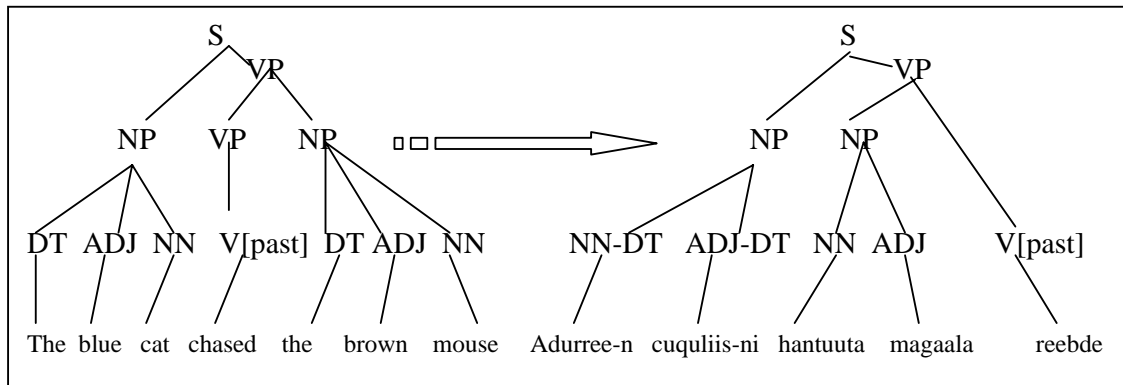 S S
VP VP
NP VP NP NP NP
DT ADJ NN V[past] DT ADJ NN NN-DT ADJ-DT NN ADJ V[past]
The blue cat chased the brown mouse Adurree-n cuquliis-ni hantuuta magaala reebde